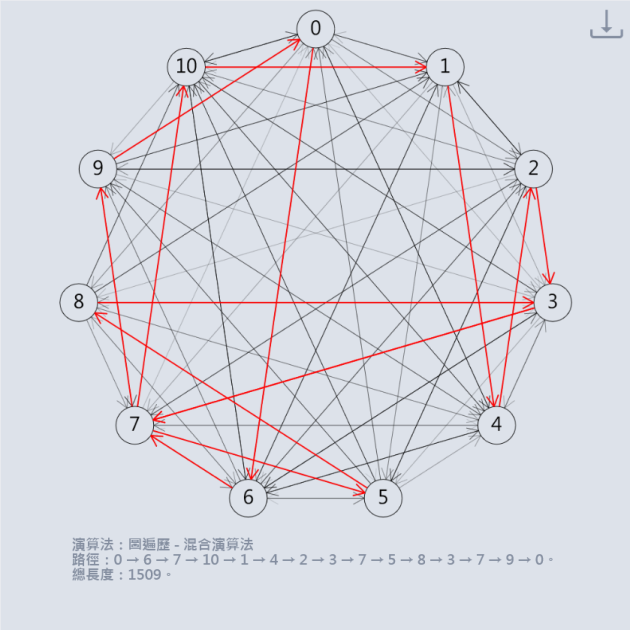 0
10 1
9 2
8 3
7 4
6 5
演算法：圈遍歷 - 混合演算法
路徑：0 → 6 → 7 → 10 → 1 → 4 → 2 → 3 → 7 → 5 → 8 → 3 → 7 → 9 → 0。
總長度：1509。